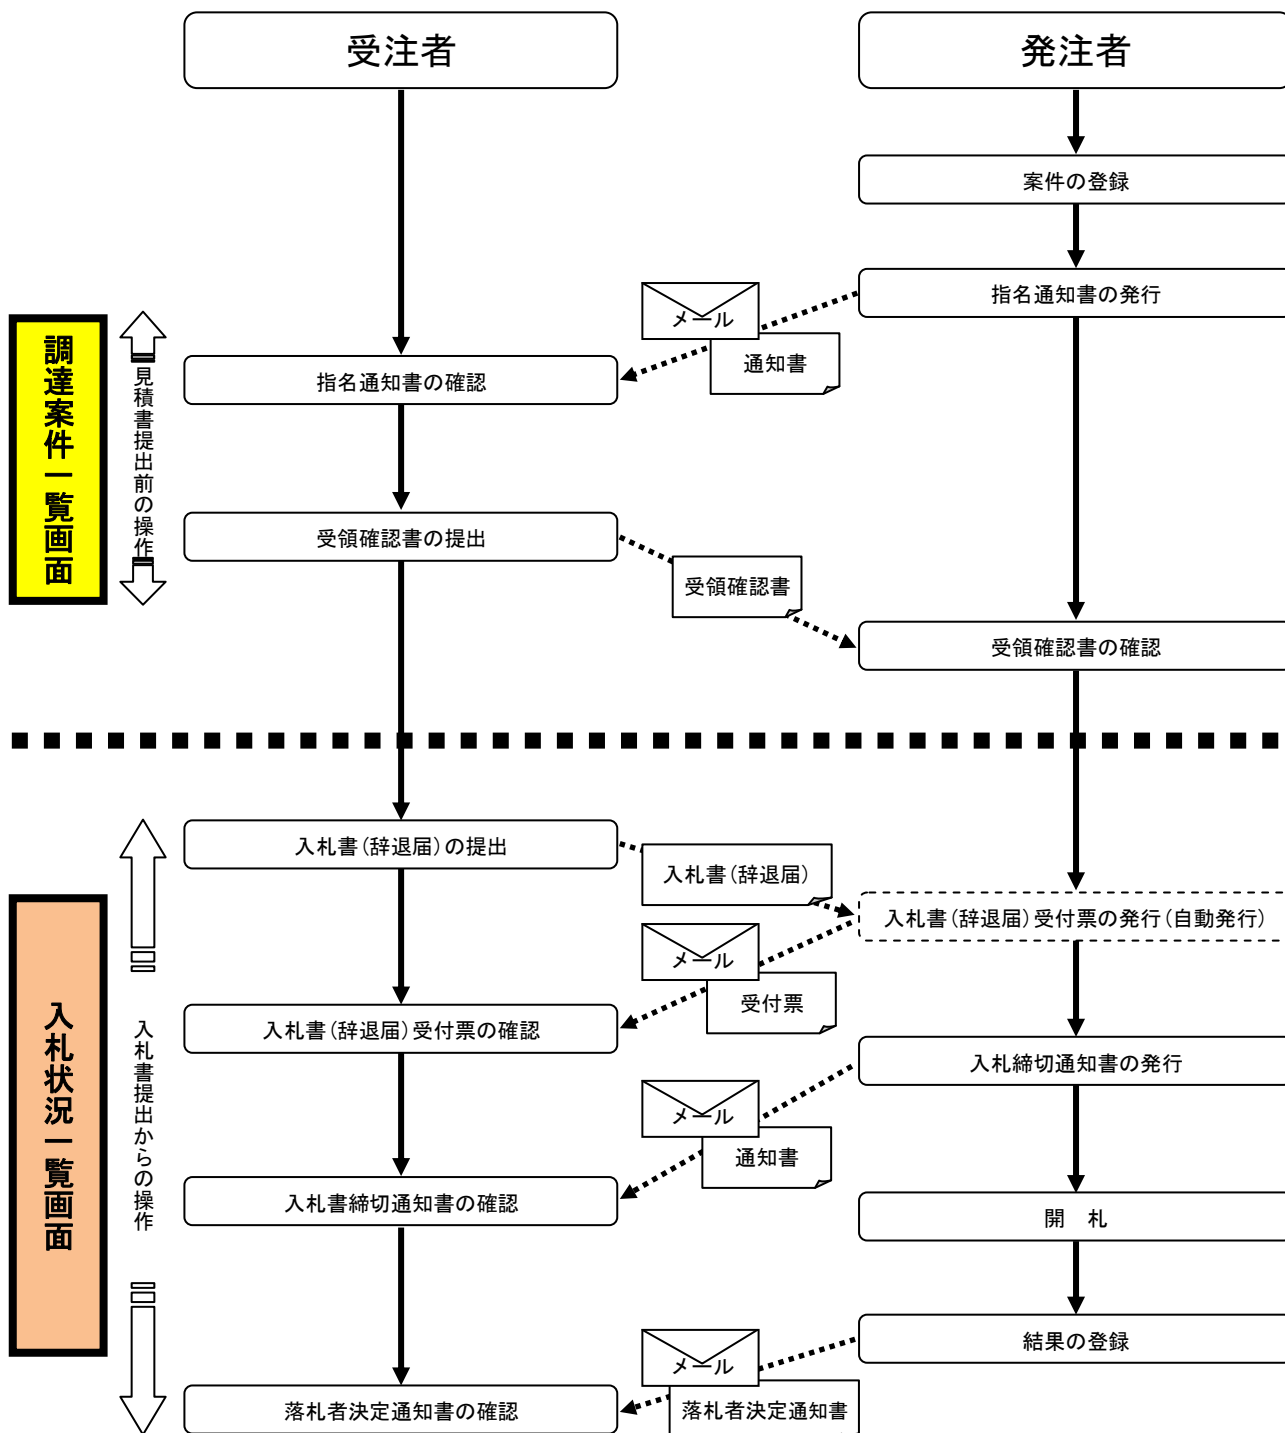 受注者
発注者
案件の登録
指名通知書の発行
メール
通知書
指名通知書の確認
調達案件一覧画面
見積書提出前の操作
受領確認書の提出
受領確認書
受領確認書の確認
入札書（辞退届）の提出
入札書（辞退届）
入札書（辞退届）受付票の発行（自動発行）
メール
受付票
入札書（辞退届）受付票の確認
入札状況一覧画面
入札書提出からの操作
入札締切通知書の発行
メール
通知書
入札書締切通知書の確認
開　札
結果の登録
メール
落札者決定通知書
落札者決定通知書の確認